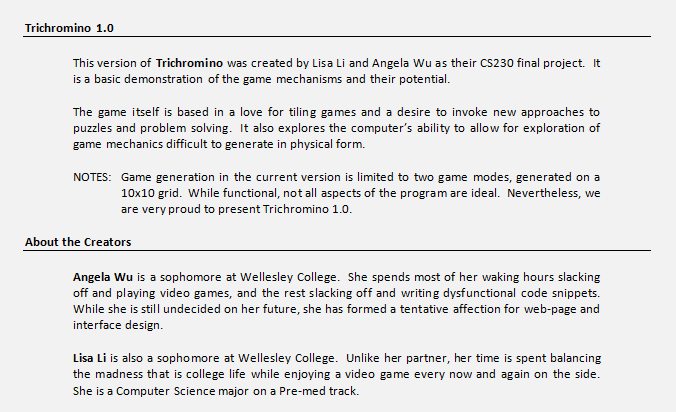 Trichromino 1.0
This version of Trichromino was created by Lisa Li and Angela Wu as their CS230 final project.  It
is a basic demonstration of the game mechanisms and their potential.
The game itself is based in a love for tiling games and a desire to invoke new approaches to
puzzles and problem solving.  It also explores the computer's ability to allow for exploration of
game mechanics difficult to generate in physical form.
NOTES:  Game generation in the current version is limited to two game modes, generated on a
10x10 grid.  While functional, not all aspects of the program are ideal.  Nevertheless, we
are very proud to present Trichromino 1.0.
About the Creators
Angela Wu is a sophomore at Wellesley College.  She spends most of her waking hours slacking
off and playing video games, and the rest slacking off and writing dysfunctional code snippets.
While she is still undecided on her future, she has formed a tentative affection for web-page and
interface design.
Lisa Li is also a sophomore at Wellesley College.  Unlike her partner, her time is spent balancing
the madness that is college life while enjoying a video game every now and again on the side.
She is a Computer Science major on a Pre-med track.